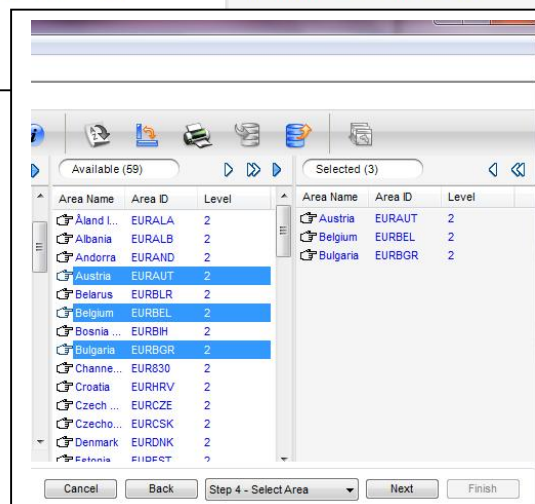 Available (59)
Selected (3)
Area Name Area ID Level
Åland I... EURALA 2
Albania EURALB 2
Andorra EURAND 2
Austria EURAUT 2
Belarus EURBLR 2
Belgium EURBEL 2
Bosnia ... EURBIH 2
Bulgaria EURBGR 2
Channe... EUR830 2
Croatia EURHRV 2
Czech ... EURCZE 2
Czecho... EURCSK 2
Denmark EURDNK 2
Estonia EUREST 2
Area Name Area ID Level
Austria EURAUT 2
Belgium EURBEL 2
Bulgaria EURBGR 2
Cancel Back Step 4 - Select Area Next Finish